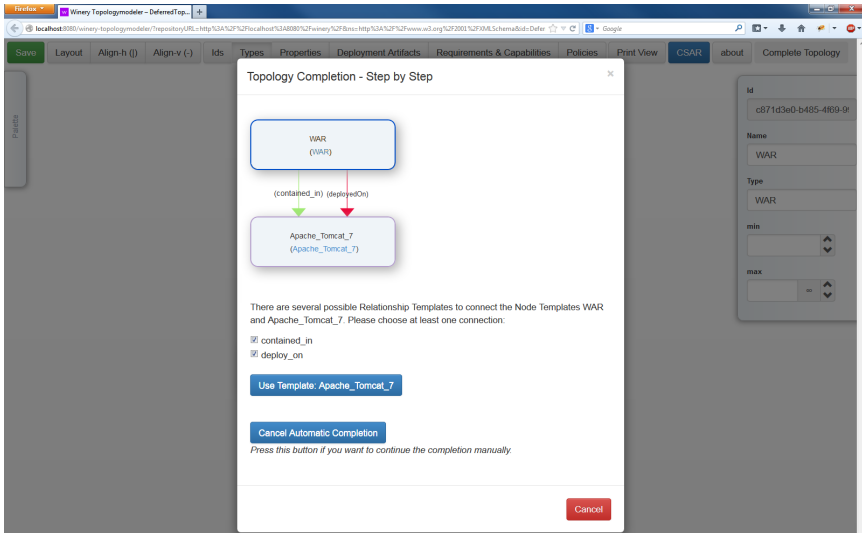 Firefox
Winery Topologymodeler – DeferredTop...
localhost:8080/winery-topologymodeler/?repositoryURL=http%3A%2F%2Flocalhost%3A8080%2Fwinery%2F&ns=http%3A%2F%2Fwww.w3.org%2F2001%2FXMLSchema&id=Defer
Google
Save Layout Align-h (|) Align-v (-) Ids Types Properties Deployment Artifacts Requirements & Capabilities Policies Print View CSAR about Complete Topology
Palette
Topology Completion - Step by Step
×
WAR
(WAR)
(contained_in) (deployedOn)
Apache_Tomcat_7
(Apache_Tomcat_7)
There are several possible Relationship Templates to connect the Node Templates WAR
and Apache_Tomcat_7. Please choose at least one connection:
contained_in
deploy_on
Use Template: Apache_Tomcat_7
Cancel Automatic Completion
Press this button if you want to continue the completion manually.
Cancel
Id
c871d3e0-b485-4f69-9
Name
WAR
Type
WAR
min
max